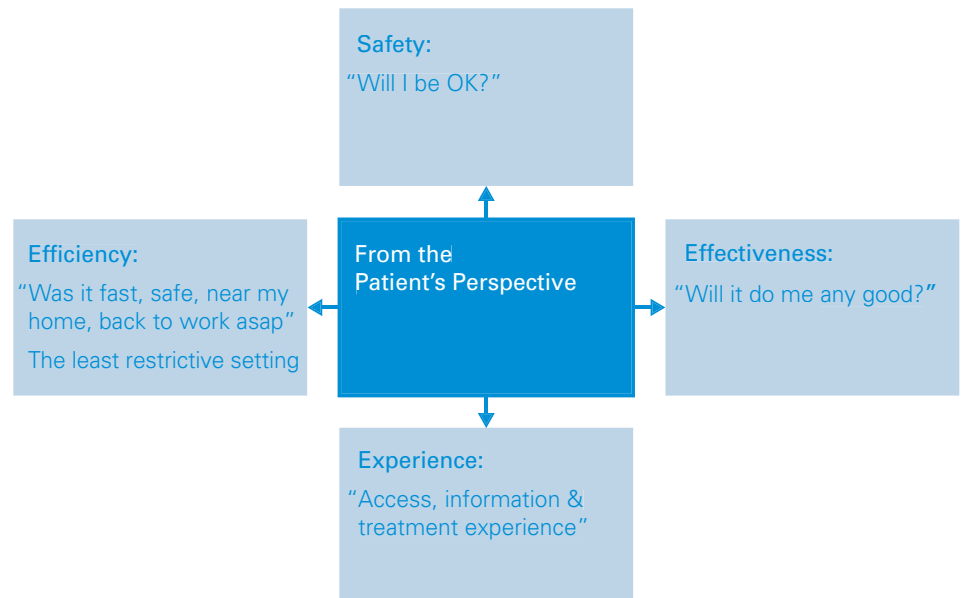 Safety:
“Will I be OK?”
Efficiency:
“Was it fast, safe, near my
home, back to work asap”
The least restrictive setting
From the
Patient’s Perspective
Effectiveness:
“Will it do me any good?”
Experience:
“Access, information &
treatment experience”